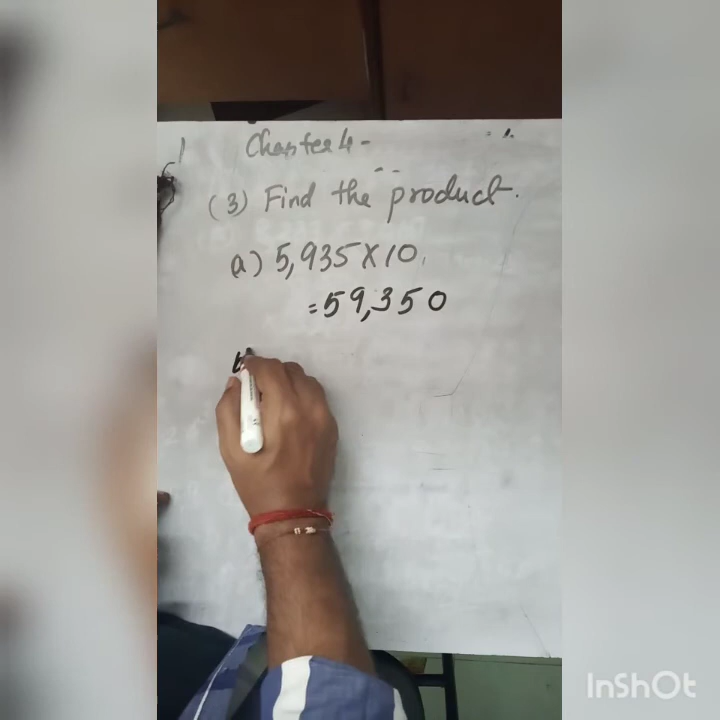 Chapter 4-
(3) Find the product.
a) 5,935 X 10
= 59,350
b
InShOt